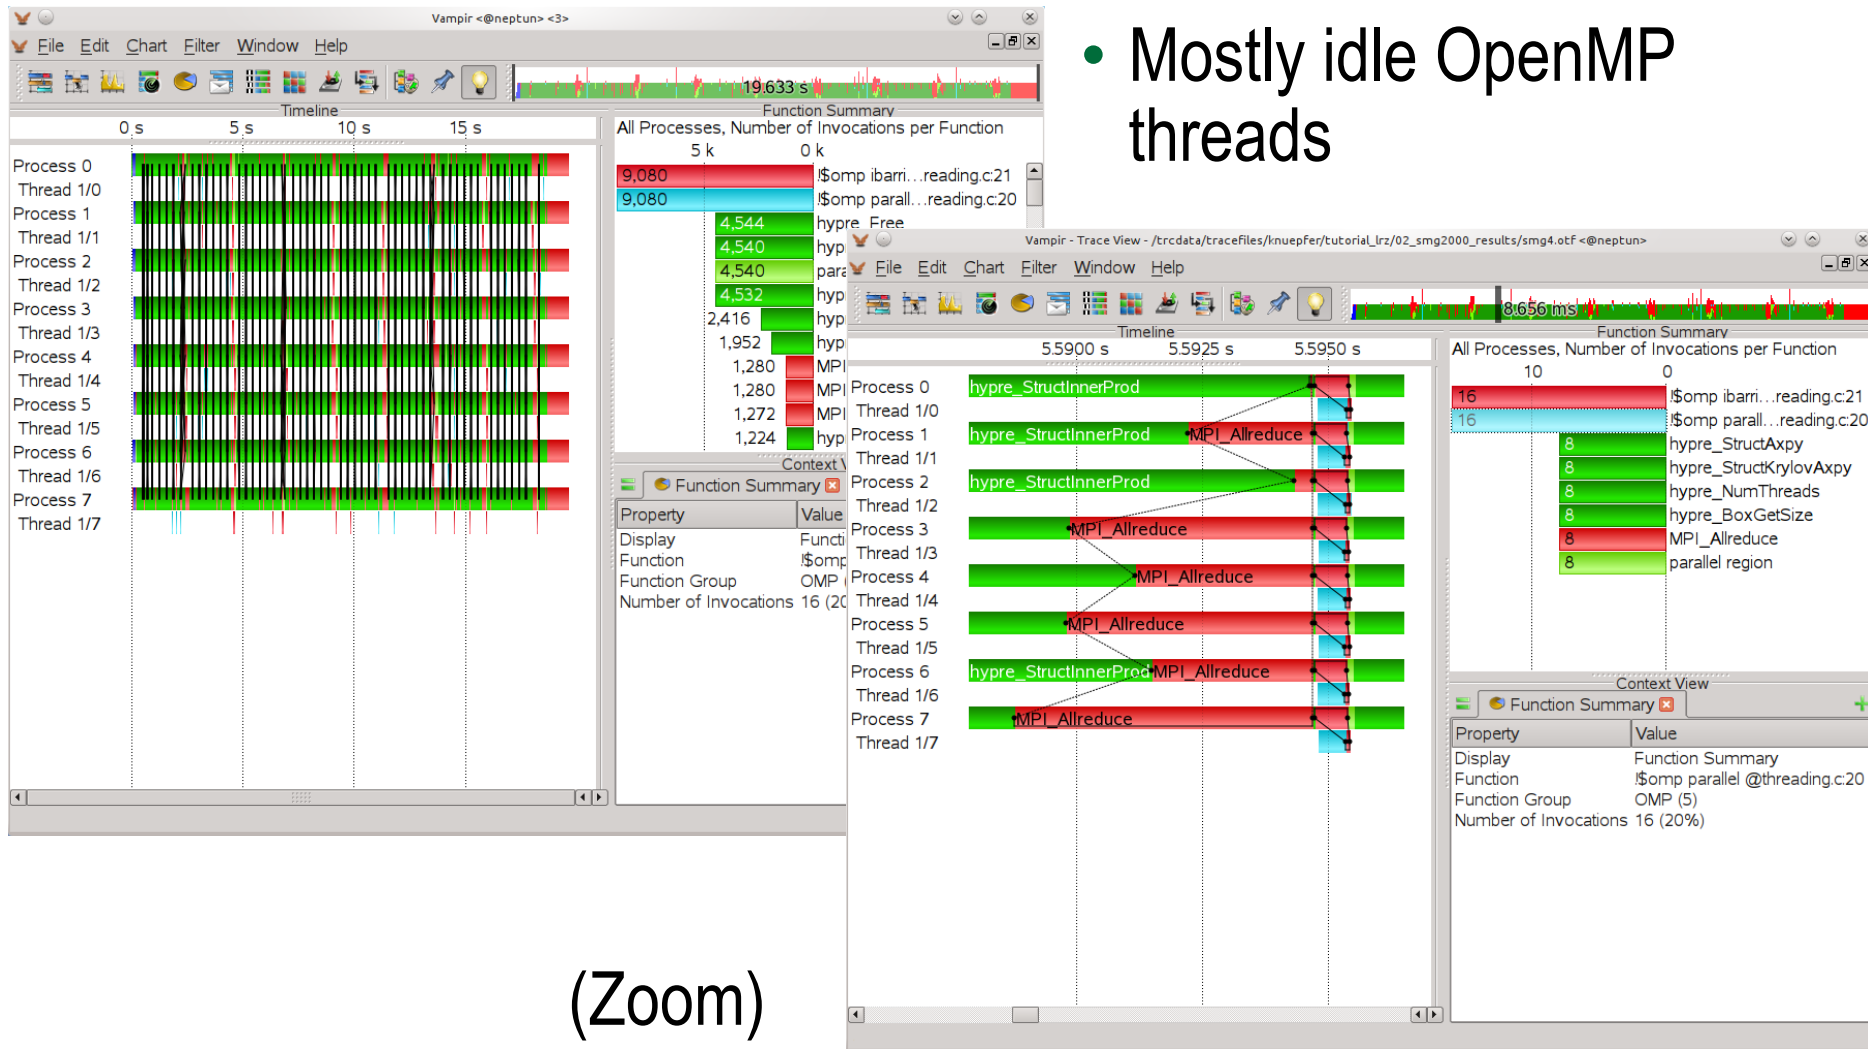 Vampir <@neptun> <3>
File Edit Chart Filter Window Help
19.633 s
Timeline
0 s 5 s 10 s 15 s
Process 0
Thread 1/0
Process 1
Thread 1/1
Process 2
Thread 1/2
Process 3
Thread 1/3
Process 4
Thread 1/4
Process 5
Thread 1/5
Process 6
Thread 1/6
Process 7
Thread 1/7
Function Summary
All Processes, Number of Invocations per Function
5 k 0 k
9,080 !$omp ibarri...reading.c:21
9,080 !$omp parall...reading.c:20
4,544 hypre_Free
4,540 hyp
4,540 para
4,532 hyp
2,416 hyp
1,952 hyp
1,280 MPI
1,280 MPI
1,272 MPI
1,224 hyp
Context V
Function Summary
Property Value
Display Functi
Function !$omp
Function Group OMP (
Number of Invocations 16 (20
• Mostly idle OpenMP
threads
Vampir - Trace View - /trcdata/tracefiles/knuepfer/tutorial_lrz/02_smg2000_results/smg4.otf <@neptun>
File Edit Chart Filter Window Help
8.656 ms
Timeline
5.5900 s 5.5925 s 5.5950 s
Process 0 hypre_StructInnerProd
Thread 1/0
Process 1 hypre_StructInnerProd MPI_Allreduce
Thread 1/1
Process 2 hypre_StructInnerProd
Thread 1/2
Process 3 MPI_Allreduce
Thread 1/3
Process 4 MPI_Allreduce
Thread 1/4
Process 5 MPI_Allreduce
Thread 1/5
Process 6 hypre_StructInnerProd MPI_Allreduce
Thread 1/6
Process 7 MPI_Allreduce
Thread 1/7
Function Summary
All Processes, Number of Invocations per Function
10 0
16 !$omp ibarri...reading.c:21
16 !$omp parall...reading.c:20
8 hypre_StructAxpy
8 hypre_StructKrylovAxpy
8 hypre_NumThreads
8 hypre_BoxGetSize
8 MPI_Allreduce
8 parallel region
Context View
Function Summary
Property Value
Display Function Summary
Function !$omp parallel @threading.c:20
Function Group OMP (5)
Number of Invocations 16 (20%)
(Zoom)